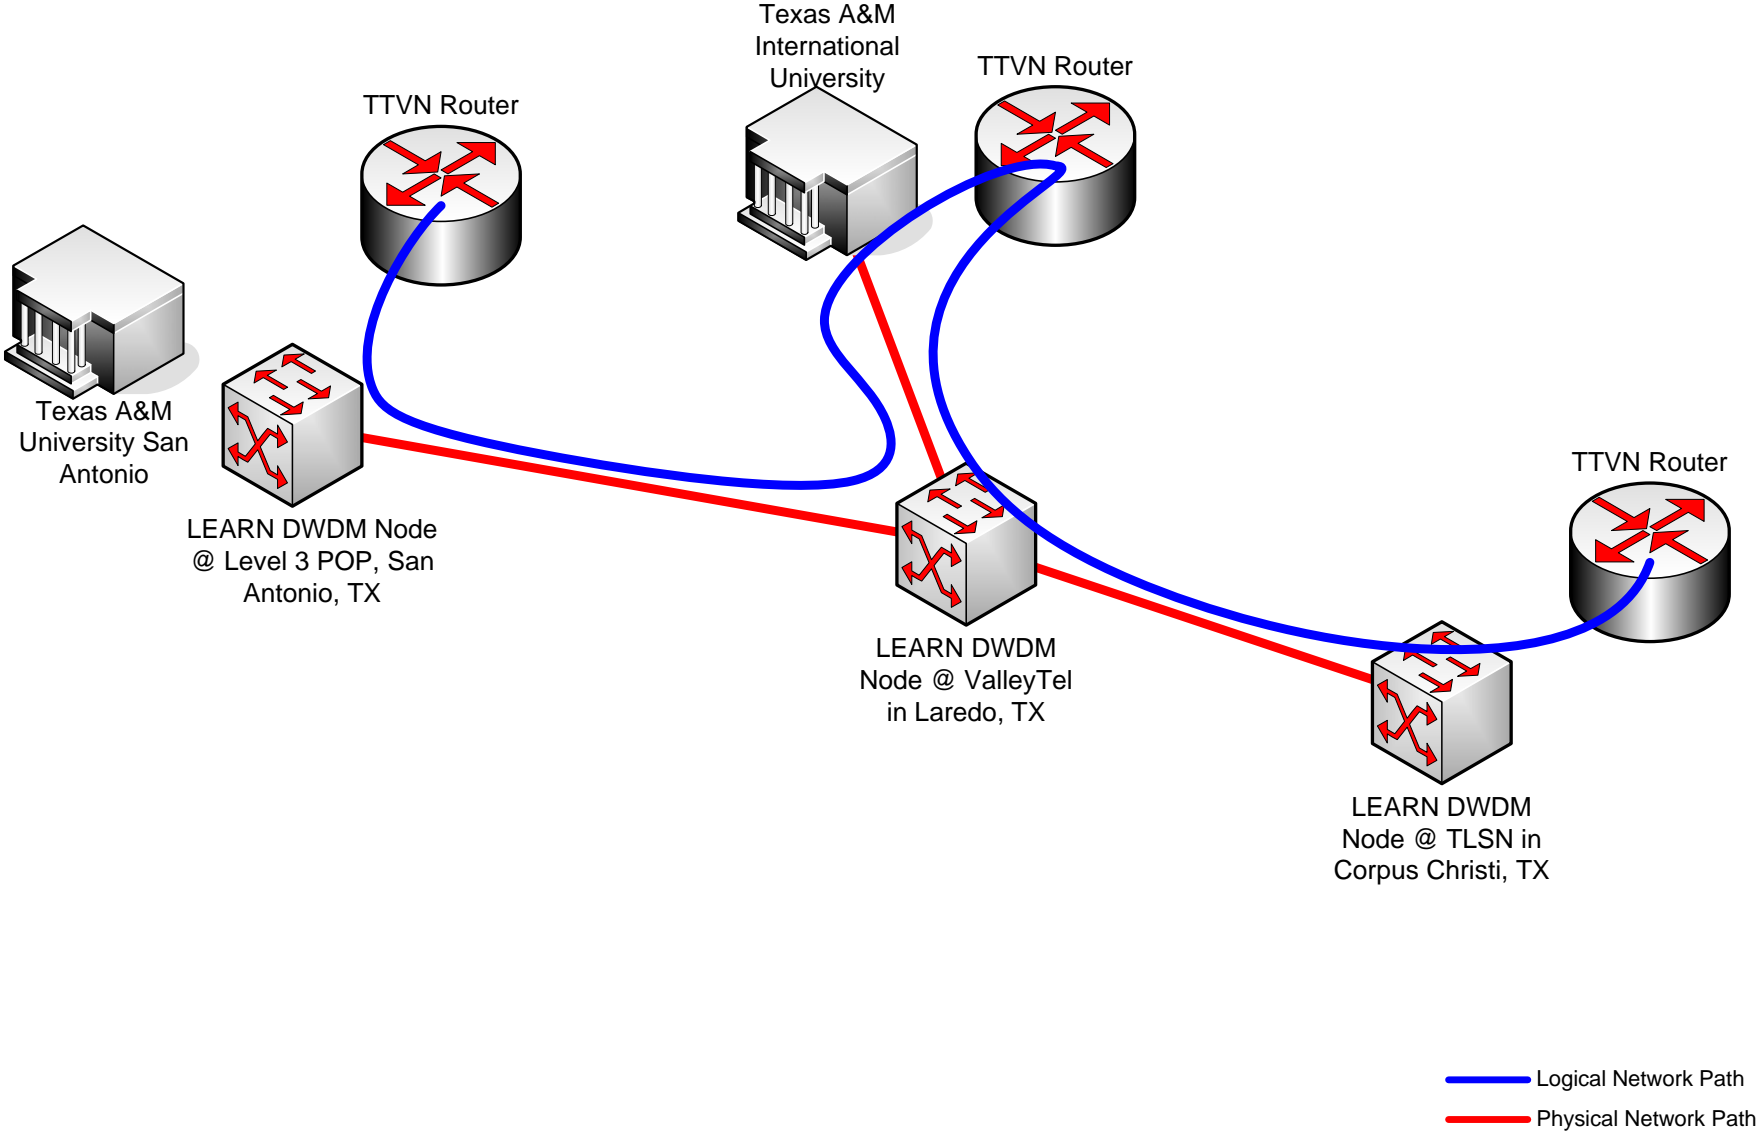 Texas A&M
International
University
TTVN Router
TTVN Router
Texas A&M
University San
Antonio
LEARN DWDM Node
@ Level 3 POP, San
Antonio, TX
TTVN Router
LEARN DWDM
Node @ ValleyTel
in Laredo, TX
LEARN DWDM
Node @ TLSN in
Corpus Christi, TX
Logical Network Path
Physical Network Path